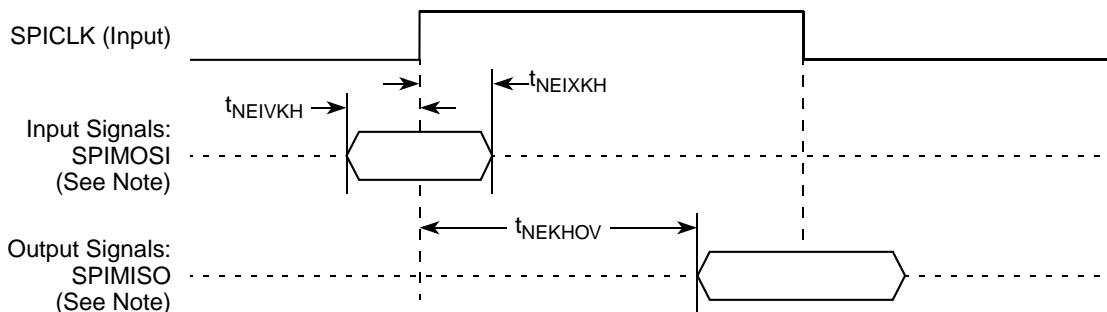 SPICLK (Input)
tNEIXKH
tNEIVKH
Input Signals:
SPIMOSI
(See Note)
tNEKHOV
Output Signals:
SPIMISO
(See Note)